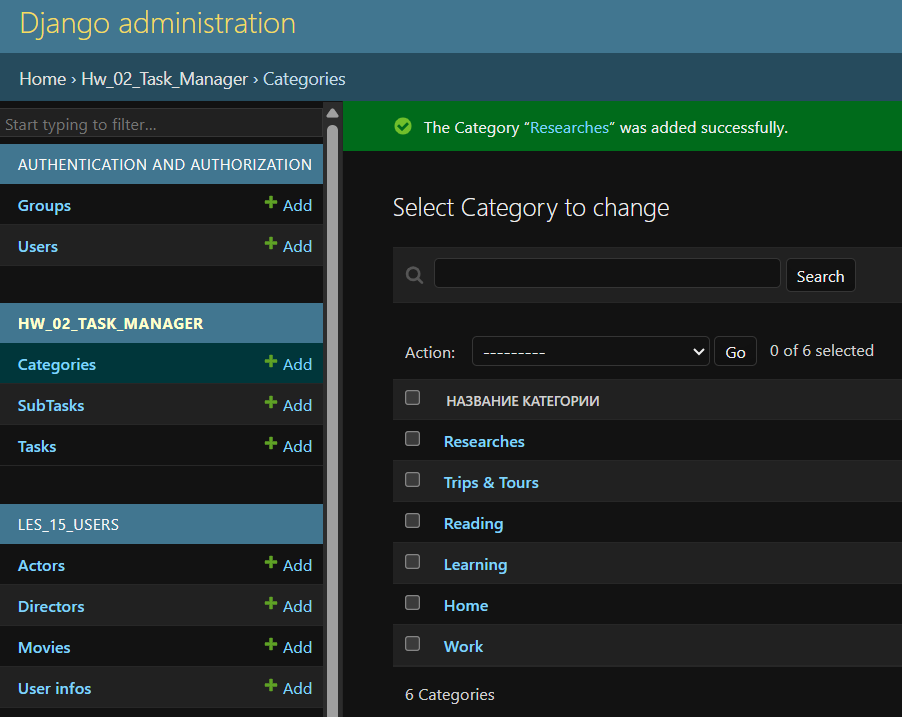 Django administration
Home › Hw_02_Task_Manager › Categories
Start typing to filter...
AUTHENTICATION AND AUTHORIZATION
Groups + Add
Users + Add
HW_02_TASK_MANAGER
Categories + Add
SubTasks + Add
Tasks + Add
LES_15_USERS
Actors + Add
Directors + Add
Movies + Add
User infos + Add
The Category “Researches” was added successfully.
Select Category to change
Search
Action: --------- Go 0 of 6 selected
НАЗВАНИЕ КАТЕГОРИИ
Researches
Trips & Tours
Reading
Learning
Home
Work
6 Categories